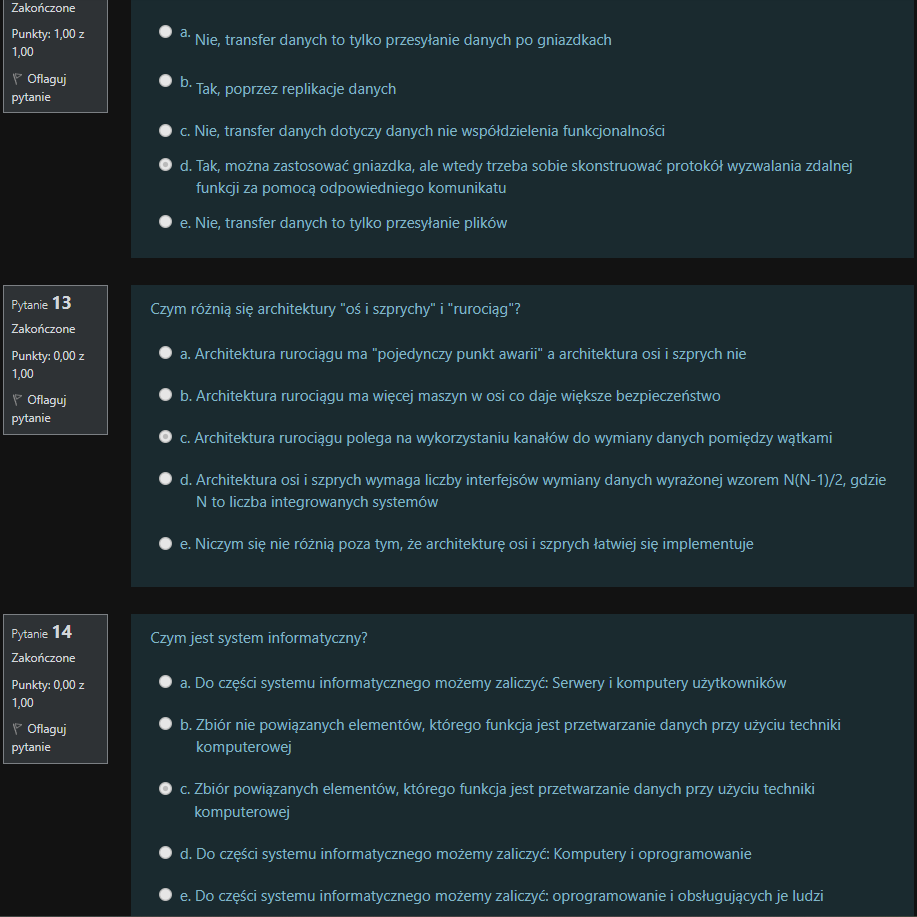 Zakończone
Punkty: 1,00 z
1,00
Oflaguj
pytanie
a. Nie, transfer danych to tylko przesyłanie danych po gniazdkach
b. Tak, poprzez replikacje danych
c. Nie, transfer danych dotyczy danych nie współdzielenia funkcjonalności
d. Tak, można zastosować gniazdka, ale wtedy trzeba sobie skonstruować protokół wyzwalania zdalnej
funkcji za pomocą odpowiedniego komunikatu
e. Nie, transfer danych to tylko przesyłanie plików
Pytanie 13
Zakończone
Punkty: 0,00 z
1,00
Oflaguj
pytanie
Czym różnią się architektury "oś i szprychy" i "rurociąg"?
a. Architektura rurociągu ma "pojedynczy punkt awarii" a architektura osi i szprych nie
b. Architektura rurociągu ma więcej maszyn w osi co daje większe bezpieczeństwo
c. Architektura rurociągu polega na wykorzystaniu kanałów do wymiany danych pomiędzy wątkami
d. Architektura osi i szprych wymaga liczby interfejsów wymiany danych wyrażonej wzorem N(N-1)/2, gdzie
N to liczba integrowanych systemów
e. Niczym się nie różnią poza tym, że architekturę osi i szprych łatwiej się implementuje
Pytanie 14
Zakończone
Punkty: 0,00 z
1,00
Oflaguj
pytanie
Czym jest system informatyczny?
a. Do części systemu informatycznego możemy zaliczyć: Serwery i komputery użytkowników
b. Zbiór nie powiązanych elementów, którego funkcja jest przetwarzanie danych przy użyciu techniki
komputerowej
c. Zbiór powiązanych elementów, którego funkcja jest przetwarzanie danych przy użyciu techniki
komputerowej
d. Do części systemu informatycznego możemy zaliczyć: Komputery i oprogramowanie
e. Do części systemu informatycznego możemy zaliczyć: oprogramowanie i obsługujących je ludzi